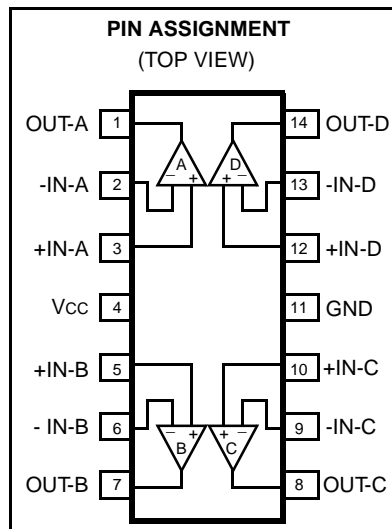 PIN ASSIGNMENT
(TOP VIEW)
OUT-A 1 14 OUT-D
A D
-IN-A 2 − + + − 13 -IN-D
+IN-A 3 12 +IN-D
VCC 4 11 GND
+IN-B 5 10 +IN-C
- IN-B 6 − + + − 9 -IN-C
B C
OUT-B 7 8 OUT-C